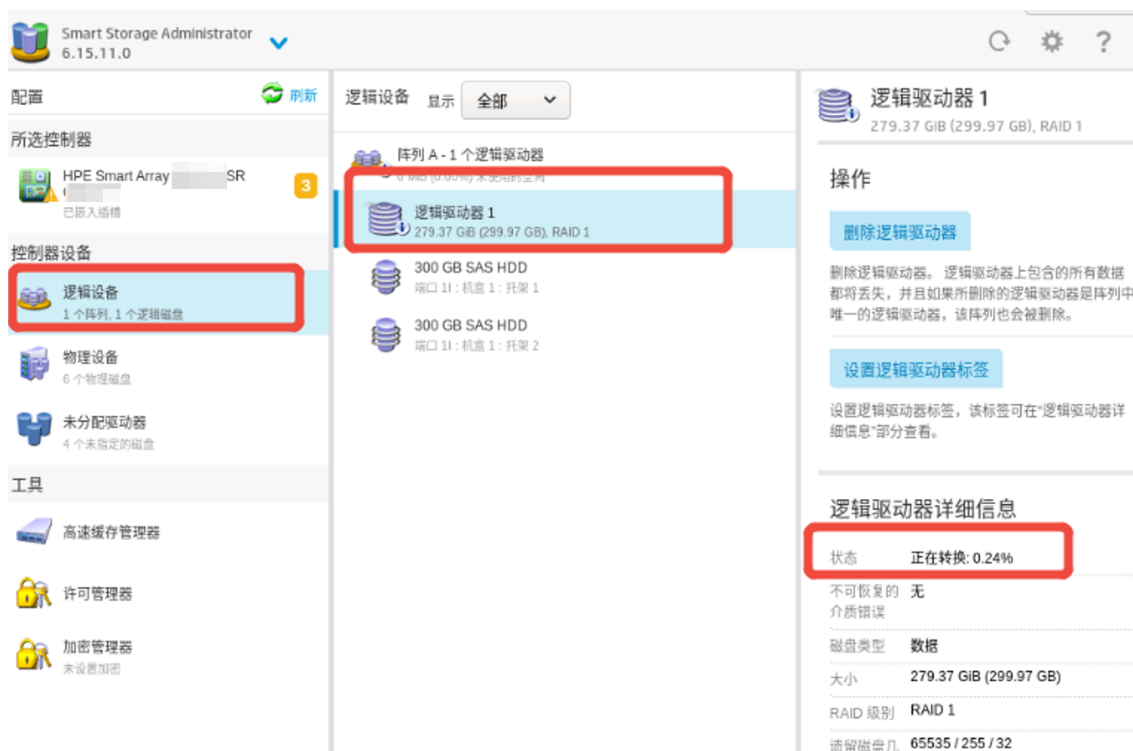 Smart Storage Administrator
6.15.11.0
配置
刷新
所选控制器
HPE Smart Array
SR
已嵌入插槽
3
控制器设备
逻辑设备
1 个阵列, 1 个逻辑磁盘
物理设备
6 个物理磁盘
未分配驱动器
4 个未指定的磁盘
工具
高速缓存管理器
许可管理器
加密管理器
未设置加密
逻辑设备
显示
全部
阵列 A - 1 个逻辑驱动器
0 MiB (0.00%) 未使用的空间
逻辑驱动器 1
279.37 GiB (299.97 GB), RAID 1
300 GB SAS HDD
端口 1I : 机盒 1 : 托架 1
300 GB SAS HDD
端口 1I : 机盒 1 : 托架 2
逻辑驱动器 1
279.37 GiB (299.97 GB), RAID 1
操作
删除逻辑驱动器
删除逻辑驱动器。 逻辑驱动器上包含的所有数据
都将丢失，并且如果所删除的逻辑驱动器是阵列中
唯一的逻辑驱动器，该阵列也会被删除。
设置逻辑驱动器标签
设置逻辑驱动器标签，该标签可在“逻辑驱动器详
细信息”部分查看。
逻辑驱动器详细信息
状态 正在转换: 0.24%
不可恢复的 无
介质错误
磁盘类型 数据
大小 279.37 GiB (299.97 GB)
RAID 级别 RAID 1
遗留磁盘几 65535 / 255 / 32